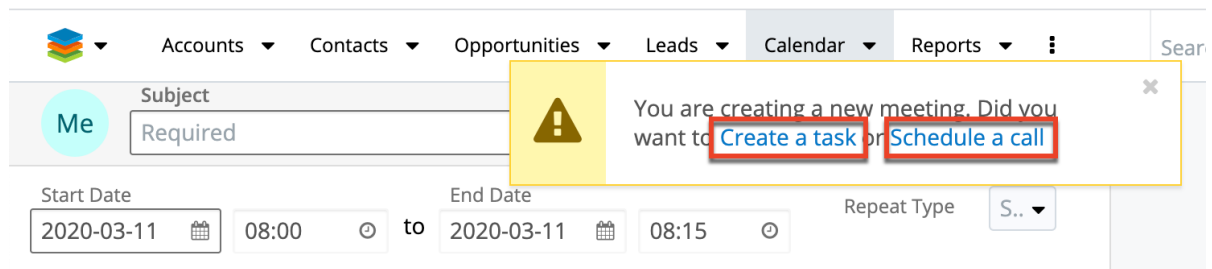 Accounts Contacts Opportunities Leads Calendar Reports
You are creating a new meeting. Did you
want to Create a task or Schedule a call
Me
Subject
Required
Start Date End Date Repeat Type
2020-03-11 08:00 to 2020-03-11 08:15 S..